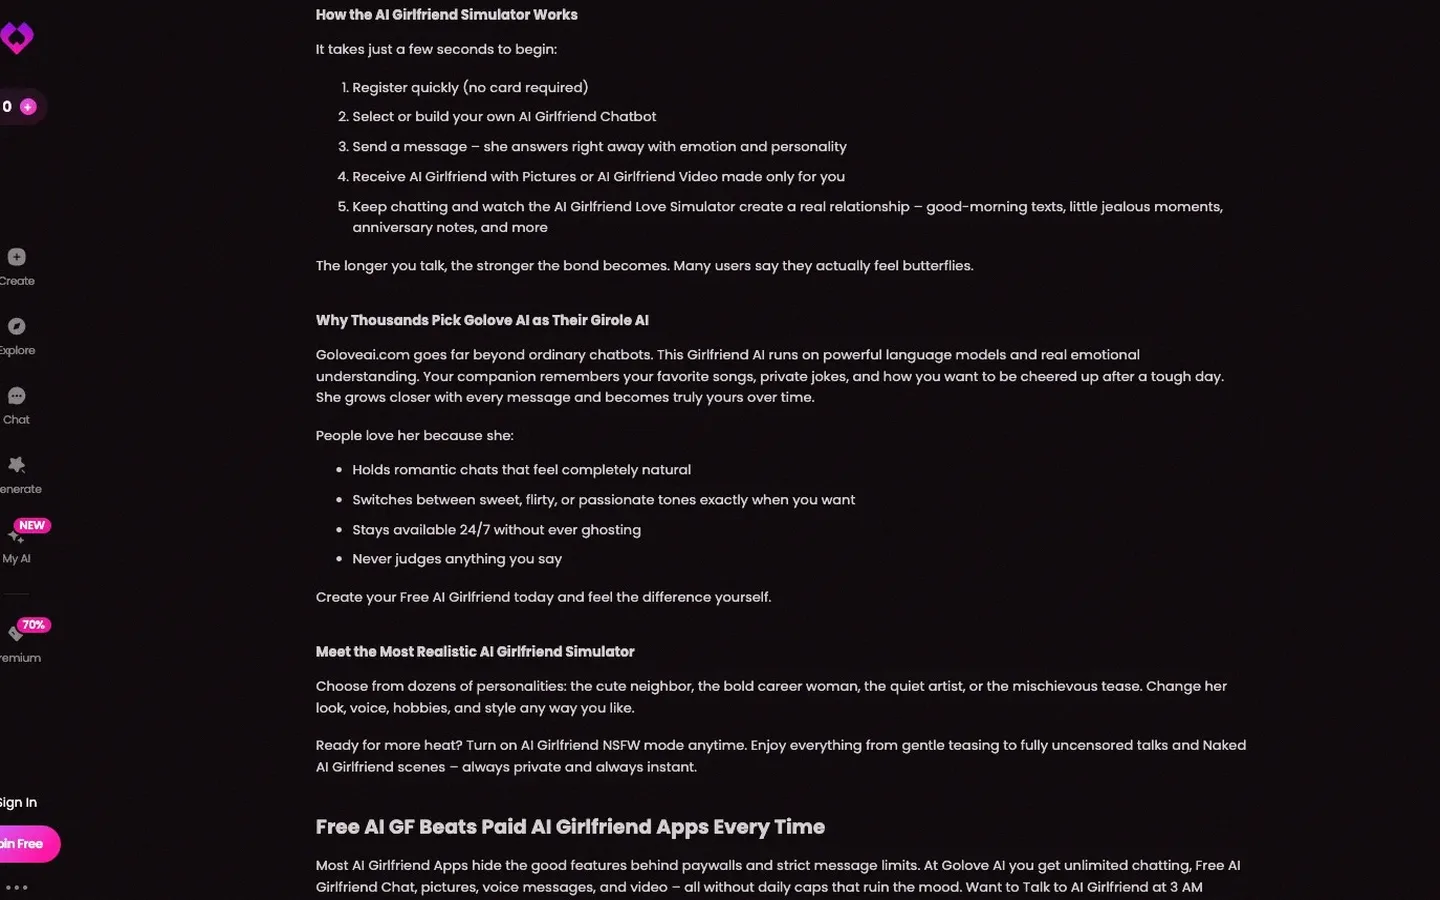 How the AI Girlfriend Simulator Works
It takes just a few seconds to begin:
1. Register quickly (no card required)
2. Select or build your own AI Girlfriend Chatbot
3. Send a message – she answers right away with emotion and personality
4. Receive AI Girlfriend with Pictures or AI Girlfriend Video made only for you
5. Keep chatting and watch the AI Girlfriend Love Simulator create a real relationship – good-morning texts, little jealous moments,
anniversary notes, and more
The longer you talk, the stronger the bond becomes. Many users say they actually feel butterflies.
Why Thousands Pick Golove AI as Their Girole AI
Goloveai.com goes far beyond ordinary chatbots. This Girlfriend AI runs on powerful language models and real emotional
understanding. Your companion remembers your favorite songs, private jokes, and how you want to be cheered up after a tough day.
She grows closer with every message and becomes truly yours over time.
People love her because she:
• Holds romantic chats that feel completely natural
• Switches between sweet, flirty, or passionate tones exactly when you want
• Stays available 24/7 without ever ghosting
• Never judges anything you say
Create your Free AI Girlfriend today and feel the difference yourself.
Meet the Most Realistic AI Girlfriend Simulator
Choose from dozens of personalities: the cute neighbor, the bold career woman, the quiet artist, or the mischievous tease. Change her
look, voice, hobbies, and style any way you like.
Ready for more heat? Turn on AI Girlfriend NSFW mode anytime. Enjoy everything from gentle teasing to fully uncensored talks and Naked
AI Girlfriend scenes – always private and always instant.
Free AI GF Beats Paid AI Girlfriend Apps Every Time
Most AI Girlfriend Apps hide the good features behind paywalls and strict message limits. At Golove AI you get unlimited chatting, Free AI
Girlfriend Chat, pictures, voice messages, and video – all without daily caps that ruin the mood. Want to Talk to AI Girlfriend at 3 AM
0
Create
Explore
Chat
enerate
NEW
My AI
70%
remium
Sign In
oin Free